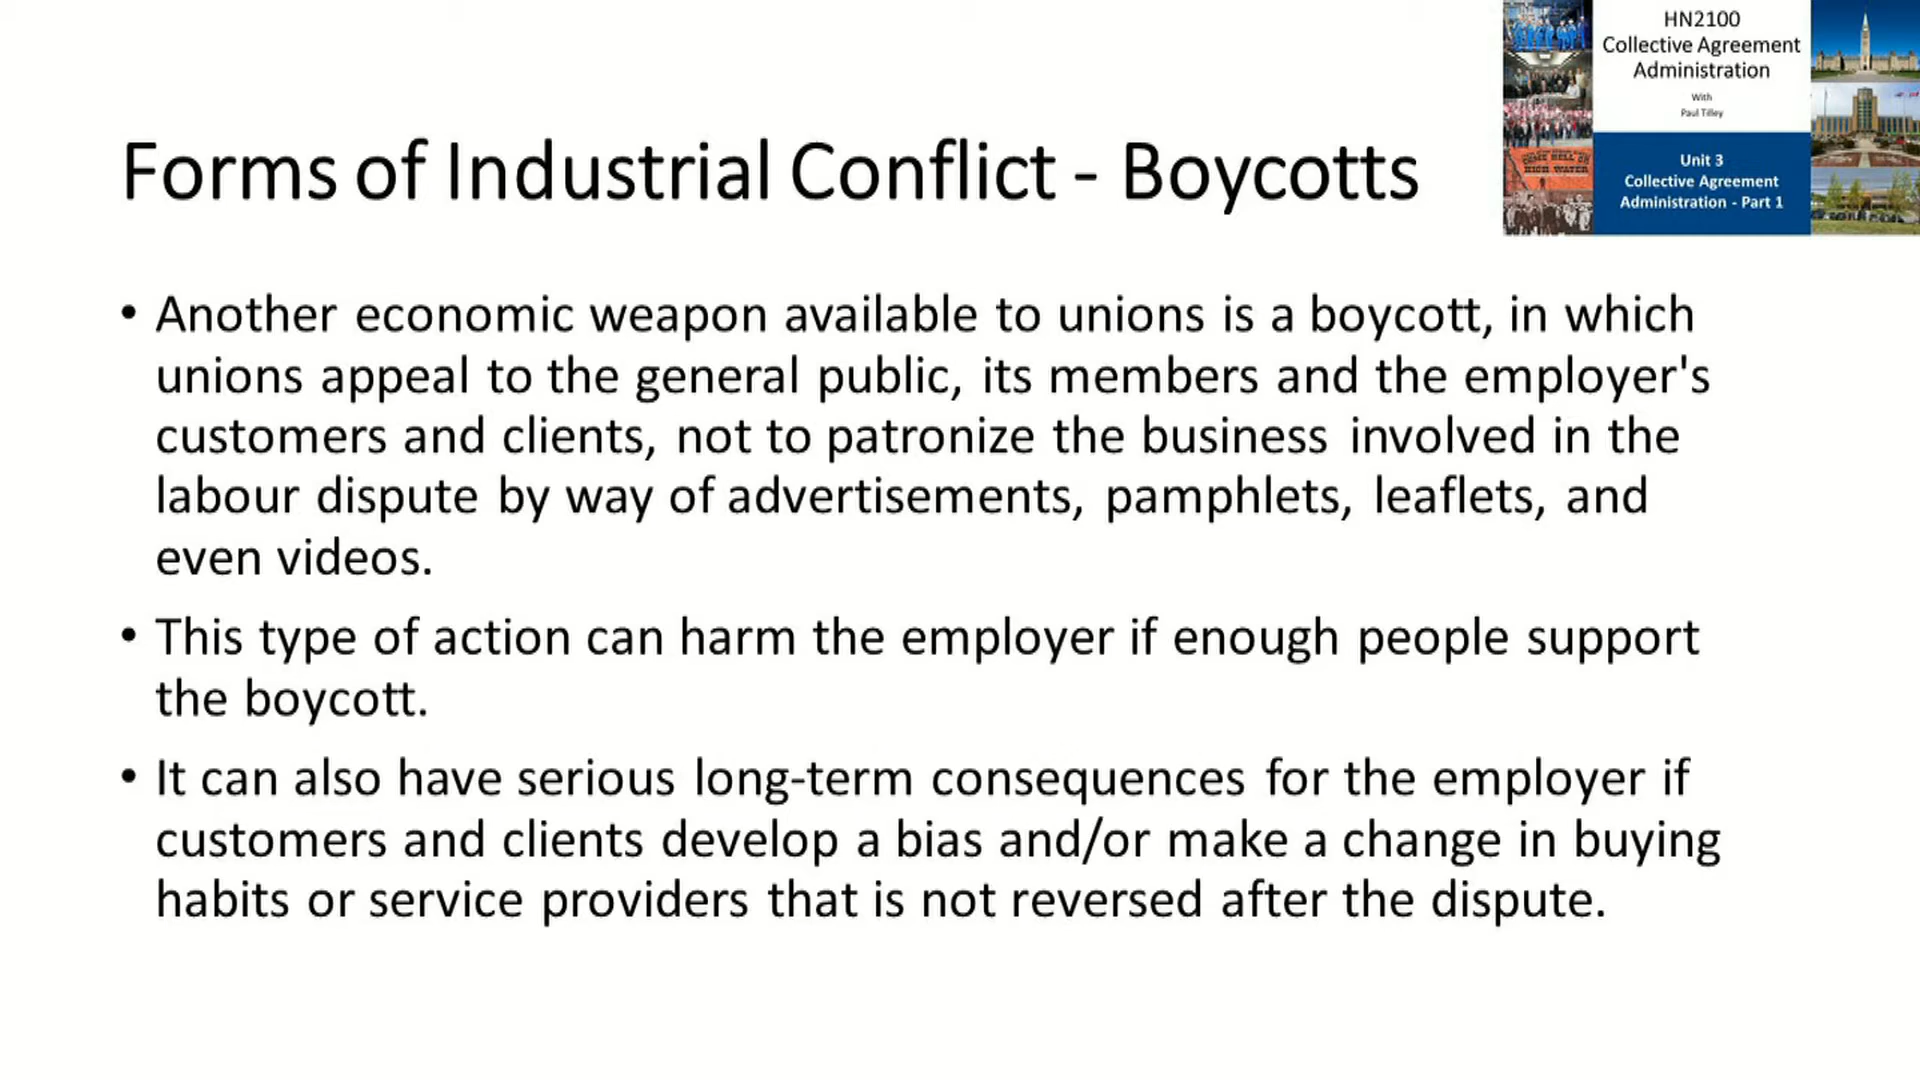 HN2100
Collective Agreement
Administration
With
Paul Tilley
Unit 3
Collective Agreement
Administration - Part 1
COME HELL OR
HIGH WATER
Forms of Industrial Conflict - Boycotts
• Another economic weapon available to unions is a boycott, in which
unions appeal to the general public, its members and the employer's
customers and clients, not to patronize the business involved in the
labour dispute by way of advertisements, pamphlets, leaflets, and
even videos.
• This type of action can harm the employer if enough people support
the boycott.
• It can also have serious long-term consequences for the employer if
customers and clients develop a bias and/or make a change in buying
habits or service providers that is not reversed after the dispute.